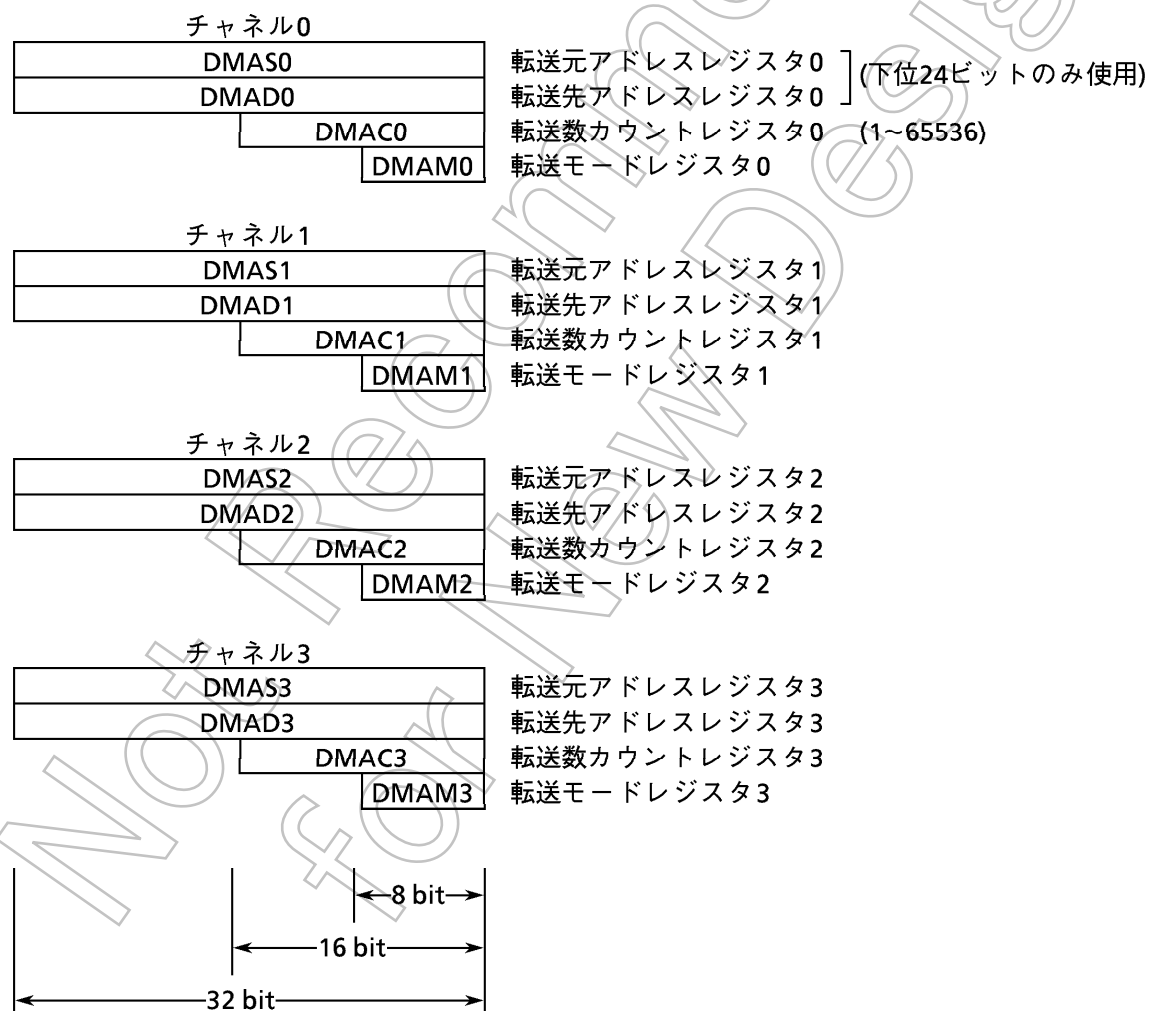 チャネル0
DMAS0 転送元アドレスレジスタ0
DMAD0 転送先アドレスレジスタ0
(下位24ビットのみ使用)
DMAC0 転送数カウントレジスタ0 (1~65536)
DMAM0 転送モードレジスタ0
チャネル1
DMAS1 転送元アドレスレジスタ1
DMAD1 転送先アドレスレジスタ1
DMAC1 転送数カウントレジスタ1
DMAM1 転送モードレジスタ1
チャネル2
DMAS2 転送元アドレスレジスタ2
DMAD2 転送先アドレスレジスタ2
DMAC2 転送数カウントレジスタ2
DMAM2 転送モードレジスタ2
チャネル3
DMAS3 転送元アドレスレジスタ3
DMAD3 転送先アドレスレジスタ3
DMAC3 転送数カウントレジスタ3
DMAM3 転送モードレジスタ3
8 bit
16 bit
32 bit
Not Recomme
for New Desig